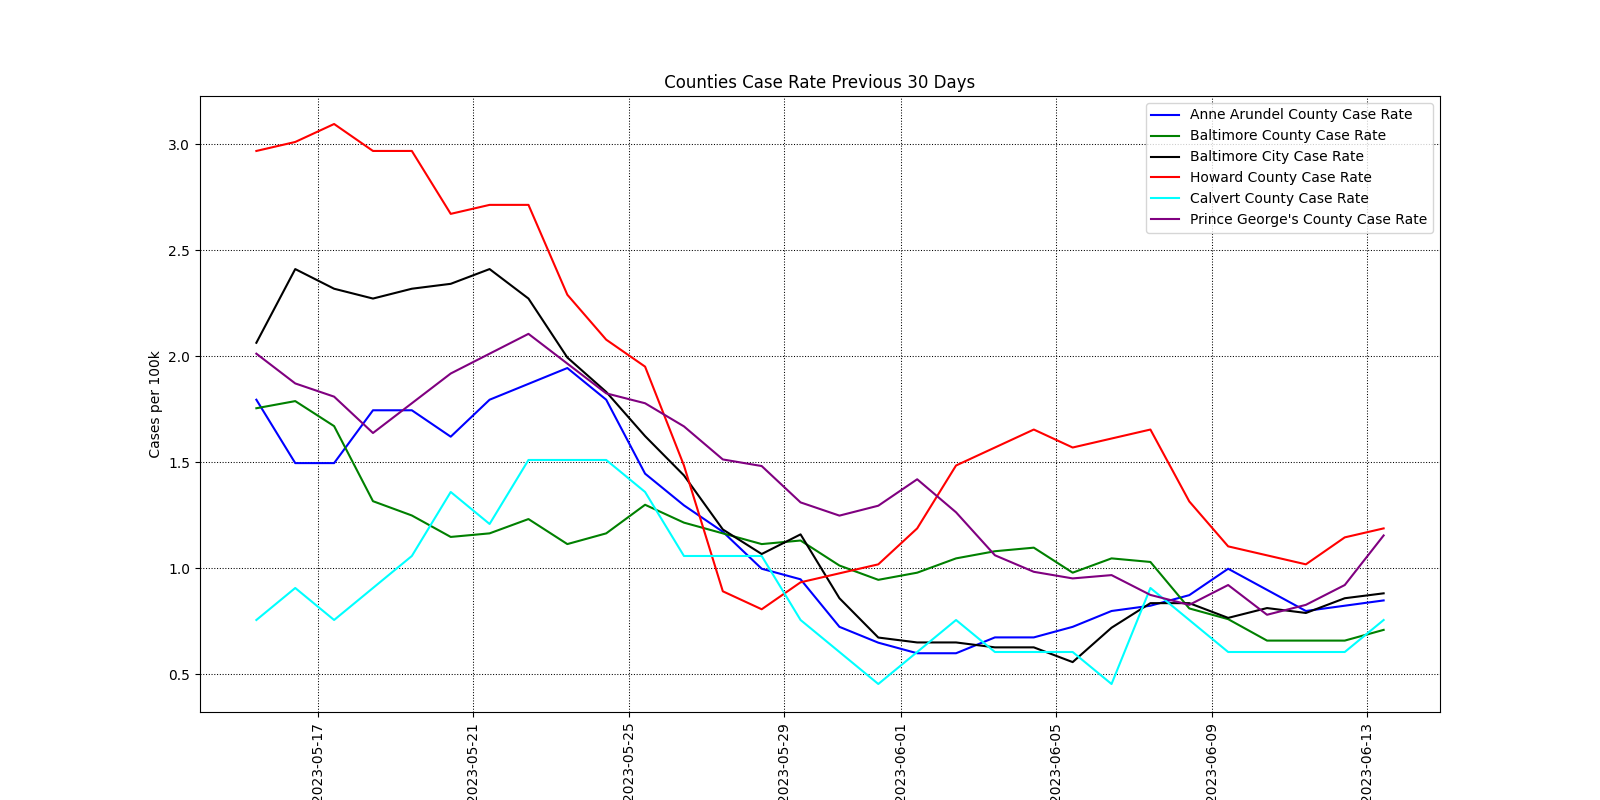 Counties Case Rate Previous 30 Days
Anne Arundel County Case Rate
Baltimore County Case Rate
Baltimore City Case Rate
Howard County Case Rate
Calvert County Case Rate
Prince George's County Case Rate
Cases per 100k
3.0
2.5
2.0
1.5
1.0
0.5
2023-05-17
2023-05-21
2023-05-25
2023-05-29
2023-06-01
2023-06-05
2023-06-09
2023-06-13